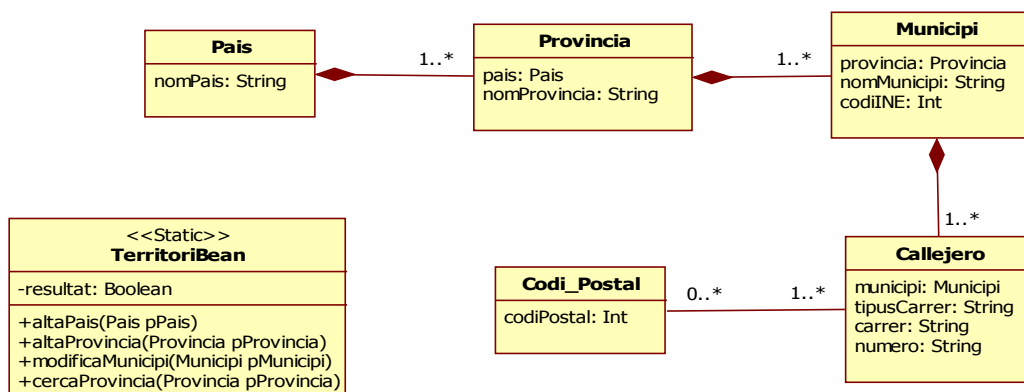 Pais
nomPais: String
1..*
Provincia
pais: Pais
nomProvincia: String
1..*
Municipi
provincia: Provincia
nomMunicipi: String
codiINE: Int
1..*
<<Static>>
TerritoriBean
-resultat: Boolean
+altaPais(Pais pPais)
+altaProvincia(Provincia pProvincia)
+modificaMunicipi(Municipi pMunicipi)
+cercaProvincia(Provincia pProvincia)
Codi_Postal
codiPostal: Int
0..*
1..*
Callejero
municipi: Municipi
tipusCarrer: String
carrer: String
numero: String